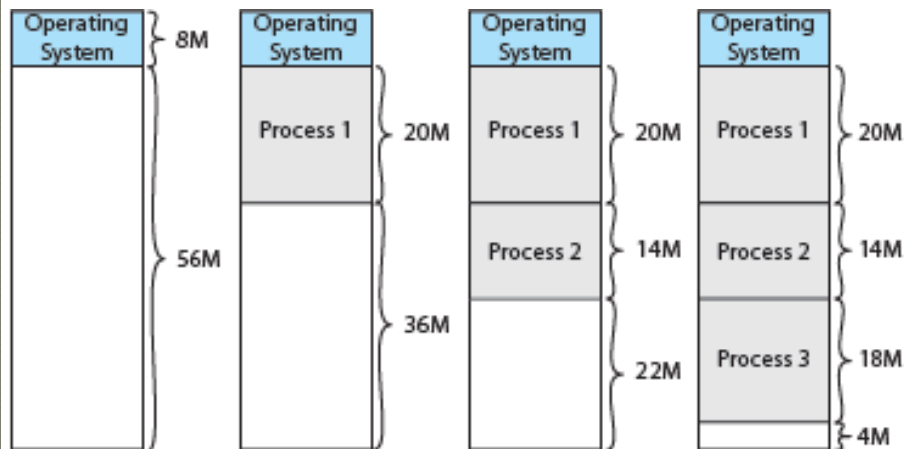 Operating
System
8M
56M
Operating
System
Process 1
20M
36M
Operating
System
Process 1
20M
Process 2
14M
22M
Operating
System
Process 1
20M
Process 2
14M
Process 3
18M
4M